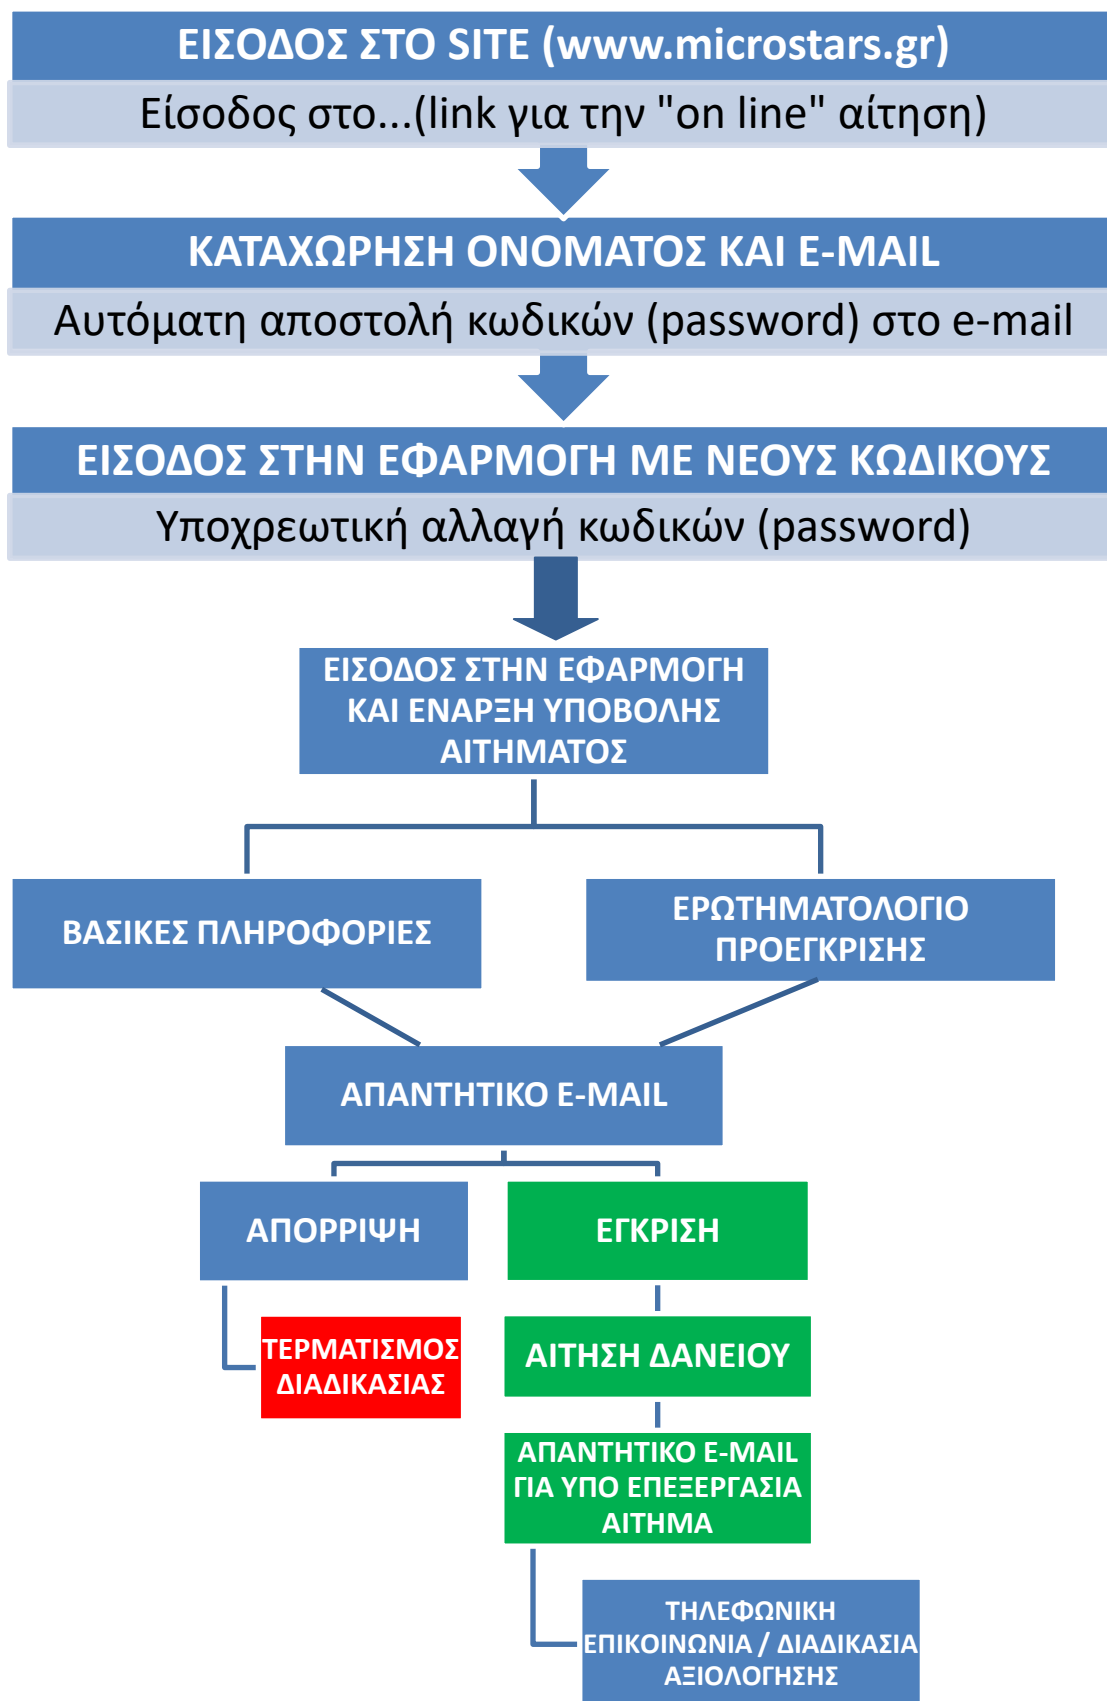 ΕΙΣΟΔΟΣ ΣΤΟ SITE (www.microstars.gr)
Είσοδος στο...(link για την "on line" αίτηση)
ΚΑΤΑΧΩΡΗΣΗ ΟΝΟΜΑΤΟΣ ΚΑΙ E-MAIL
Αυτόματη αποστολή κωδικών (password) στο e-mail
ΕΙΣΟΔΟΣ ΣΤΗΝ ΕΦΑΡΜΟΓΗ ΜΕ ΝΕΟΥΣ ΚΩΔΙΚΟΥΣ
Υποχρεωτική αλλαγή κωδικών (password)
ΕΙΣΟΔΟΣ ΣΤΗΝ ΕΦΑΡΜΟΓΗ
ΚΑΙ ΕΝΑΡΞΗ ΥΠΟΒΟΛΗΣ
ΑΙΤΗΜΑΤΟΣ
ΒΑΣΙΚΕΣ ΠΛΗΡΟΦΟΡΙΕΣ
ΕΡΩΤΗΜΑΤΟΛΟΓΙΟ
ΠΡΟΕΓΚΡΙΣΗΣ
ΑΠΑΝΤΗΤΙΚΟ E-MAIL
ΑΠΟΡΡΙΨΗ
ΕΓΚΡΙΣΗ
ΤΕΡΜΑΤΙΣΜΟΣ
ΔΙΑΔΙΚΑΣΙΑΣ
ΑΙΤΗΣΗ ΔΑΝΕΙΟΥ
ΑΠΑΝΤΗΤΙΚΟ E-MAIL
ΓΙΑ ΥΠΟ ΕΠΕΞΕΡΓΑΣΙΑ
ΑΙΤΗΜΑ
ΤΗΛΕΦΩΝΙΚΗ
ΕΠΙΚΟΙΝΩΝΙΑ / ΔΙΑΔΙΚΑΣΙΑ
ΑΞΙΟΛΟΓΗΣΗΣ